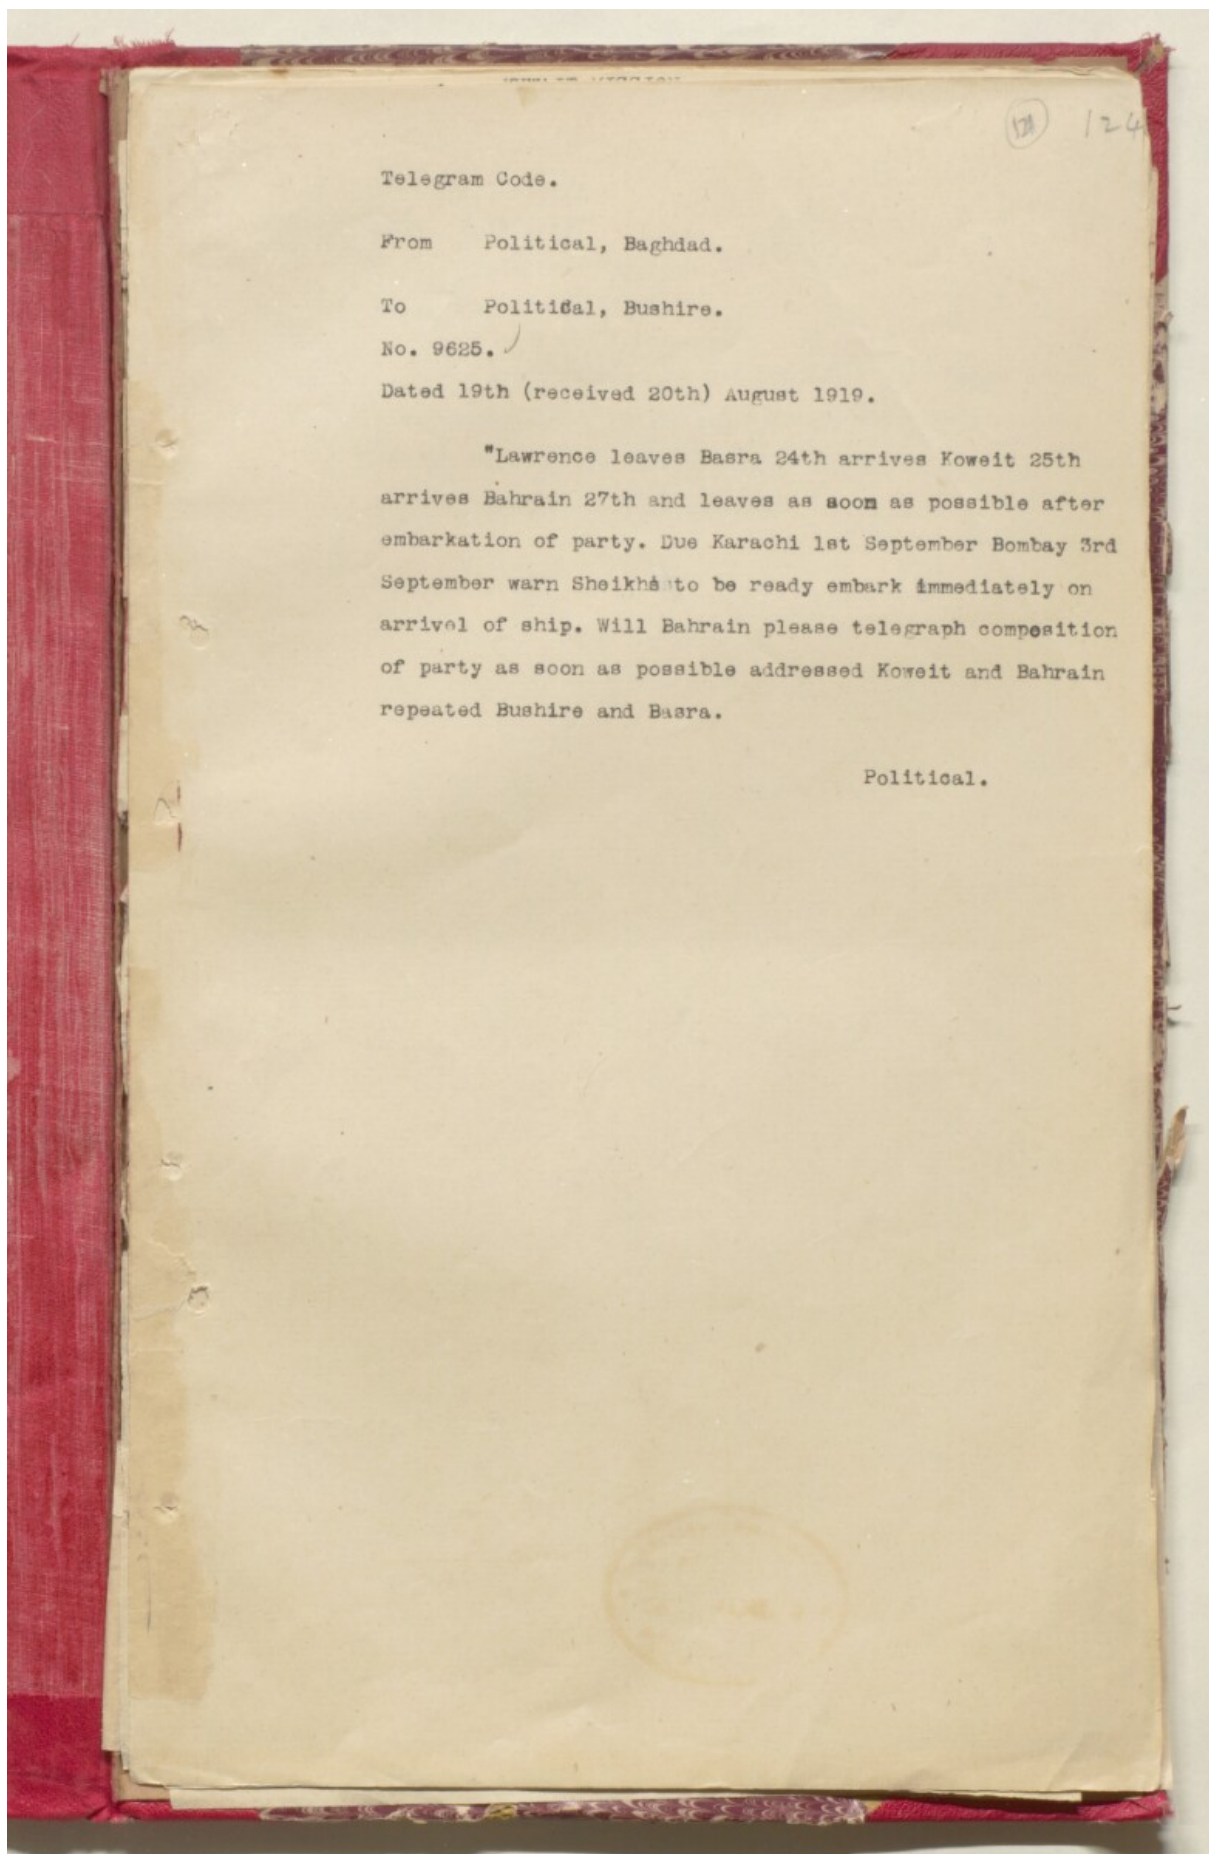 121 124
Telegram Code.
From Political, Baghdad.
To Political, Bushire.
No. 9625.
Dated 19th (received 20th) August 1919.
"Lawrence leaves Basra 24th arrives Koweit 25th
arrives Bahrain 27th and leaves as soon as possible after
embarkation of party. Due Karachi 1st September Bombay 3rd
September warn Sheikhs to be ready embark immediately on
arrival of ship. Will Bahrain please telegraph composition
of party as soon as possible addressed Koweit and Bahrain
repeated Bushire and Basra.
Political.